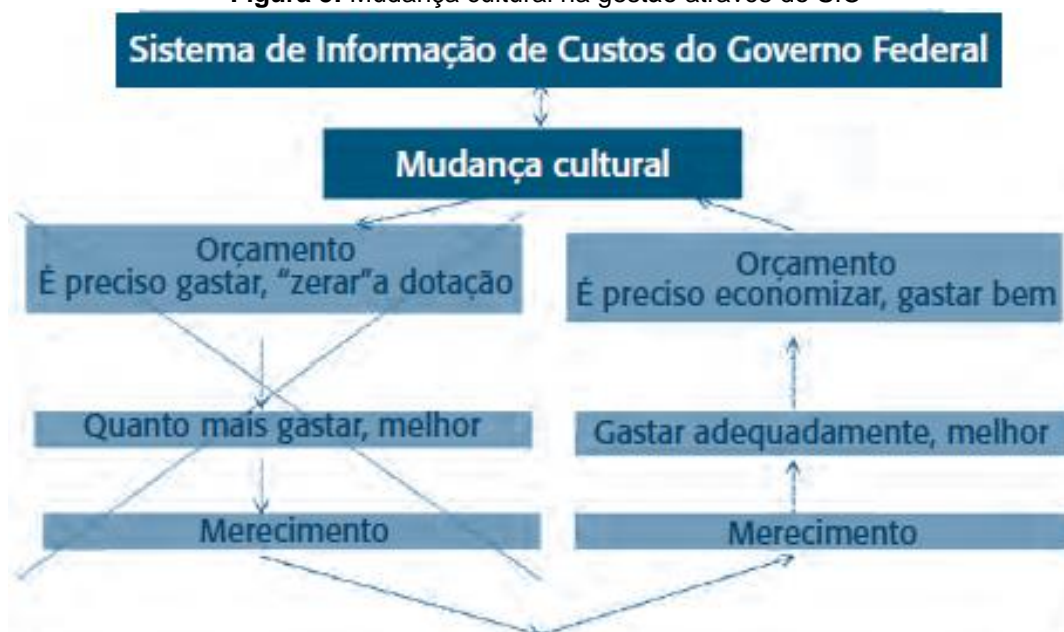 Sistema de Informação de Custos do Governo Federal
Mudança cultural
Orçamento
É preciso gastar, “zerar”a dotação
Quanto mais gastar, melhor
Merecimento
Orçamento
É preciso economizar, gastar bem
Gastar adequadamente, melhor
Merecimento